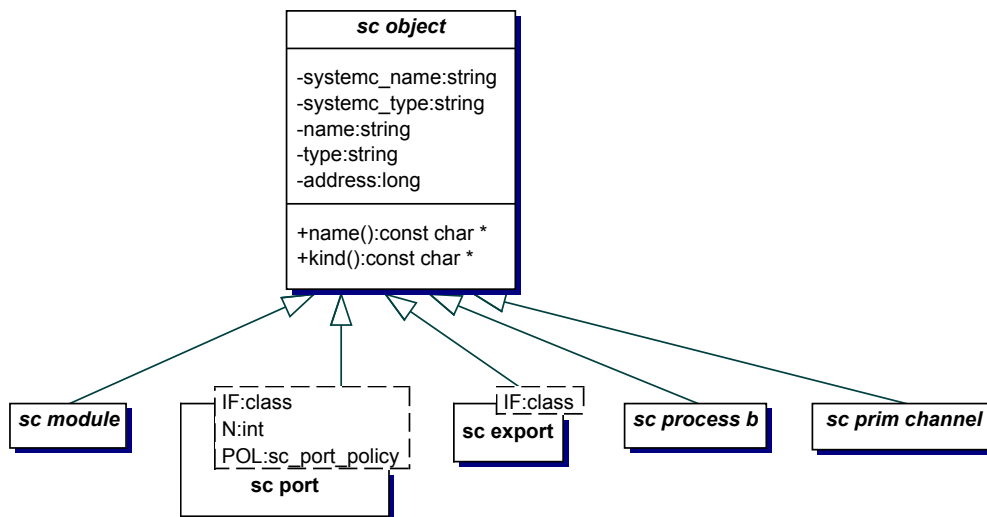 sc object
-systemc_name:string
-systemc_type:string
-name:string
-type:string
-address:long
+name():const char *
+kind():const char *
sc module
IF:class
N:int
POL:sc_port_policy
sc port
IF:class
sc export
sc process b
sc prim channel